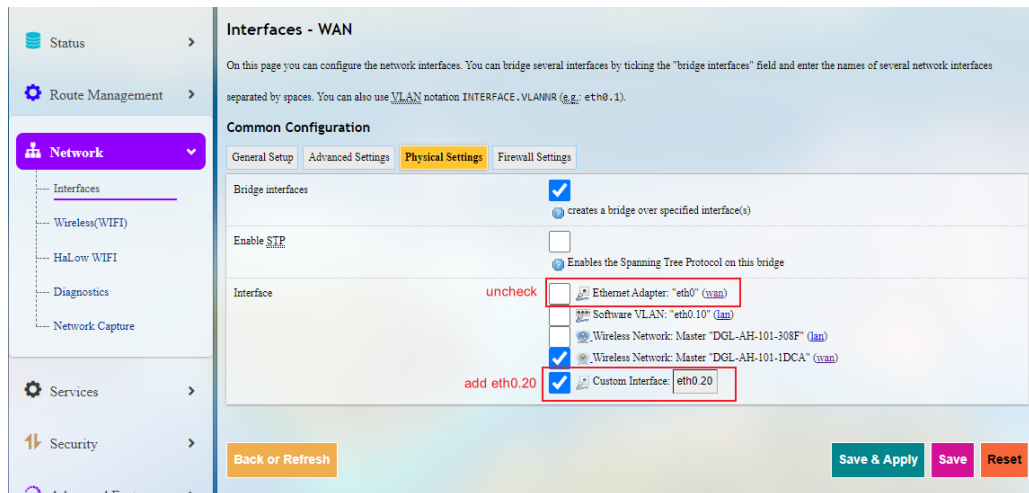 Status
Route Management
Network
Interfaces
Wireless(WIFI)
HaLow WIFI
Diagnostics
Network Capture
Services
Security
Interfaces - WAN
On this page you can configure the network interfaces. You can bridge several interfaces by ticking the "bridge interfaces" field and enter the names of several network interfaces
separated by spaces. You can also use VLAN notation INTERFACE.VLANNR (e.g.: eth0.1).
Common Configuration
General Setup Advanced Settings Physical Settings Firewall Settings
Bridge interfaces
creates a bridge over specified interface(s)
Enable STP
Enables the Spanning Tree Protocol on this bridge
Interface uncheck Ethernet Adapter: "eth0" (wan)
Software VLAN: "eth0.10" (lan)
Wireless Network: Master "DGL-AH-101-308F" (lan)
Wireless Network: Master "DGL-AH-101-1DCA" (wan)
add eth0.20 Custom Interface: eth0.20
Back or Refresh Save & Apply Save Reset